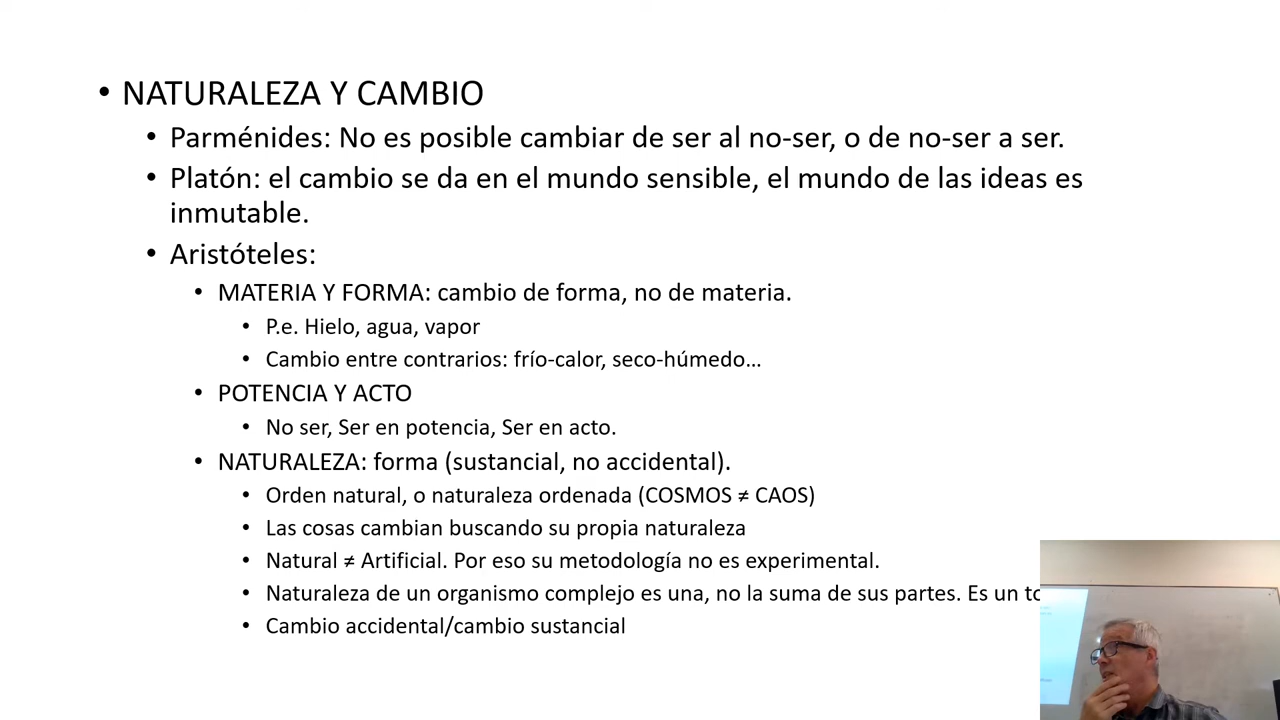 • NATURALEZA Y CAMBIO
• Parménides: No es posible cambiar de ser al no-ser, o de no-ser a ser.
• Platón: el cambio se da en el mundo sensible, el mundo de las ideas es
inmutable.
• Aristóteles:
• MATERIA Y FORMA: cambio de forma, no de materia.
• P.e. Hielo, agua, vapor
• Cambio entre contrarios: frío-calor, seco-húmedo…
• POTENCIA Y ACTO
• No ser, Ser en potencia, Ser en acto.
• NATURALEZA: forma (sustancial, no accidental).
• Orden natural, o naturaleza ordenada (COSMOS ≠ CAOS)
• Las cosas cambian buscando su propia naturaleza
• Natural ≠ Artificial. Por eso su metodología no es experimental.
• Naturaleza de un organismo complejo es una, no la suma de sus partes. Es un
• Cambio accidental/cambio sustancial